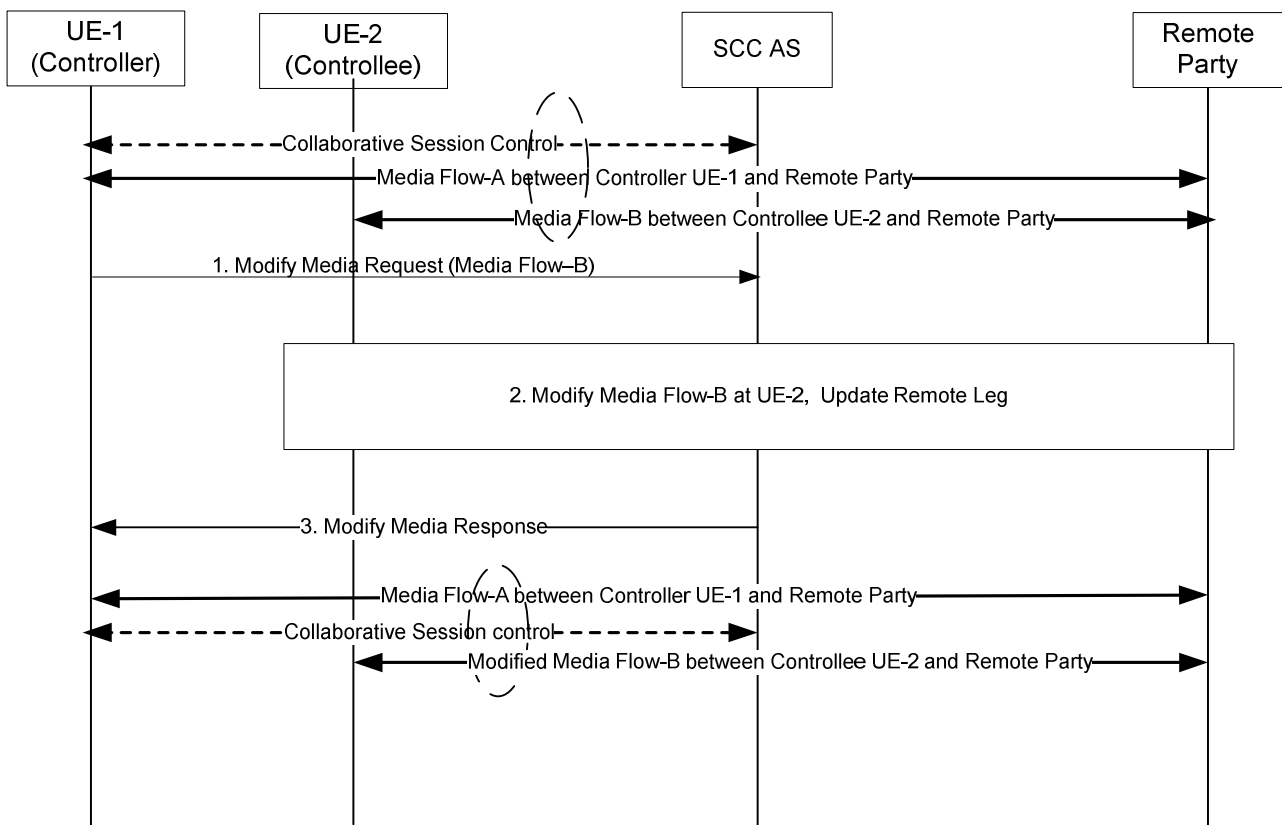 UE-1
(Controller)
UE-2
(Controllee)
SCC AS
Remote
Party
Collaborative Session Control
Media Flow-A between Controller UE-1 and Remote Party
Media Flow-B between Controllee UE-2 and Remote Party
1. Modify Media Request (Media Flow–B)
2. Modify Media Flow-B at UE-2, Update Remote Leg
3. Modify Media Response
Media Flow-A between Controller UE-1 and Remote Party
Collaborative Session control
Modified Media Flow-B between Controllee UE-2 and Remote Party